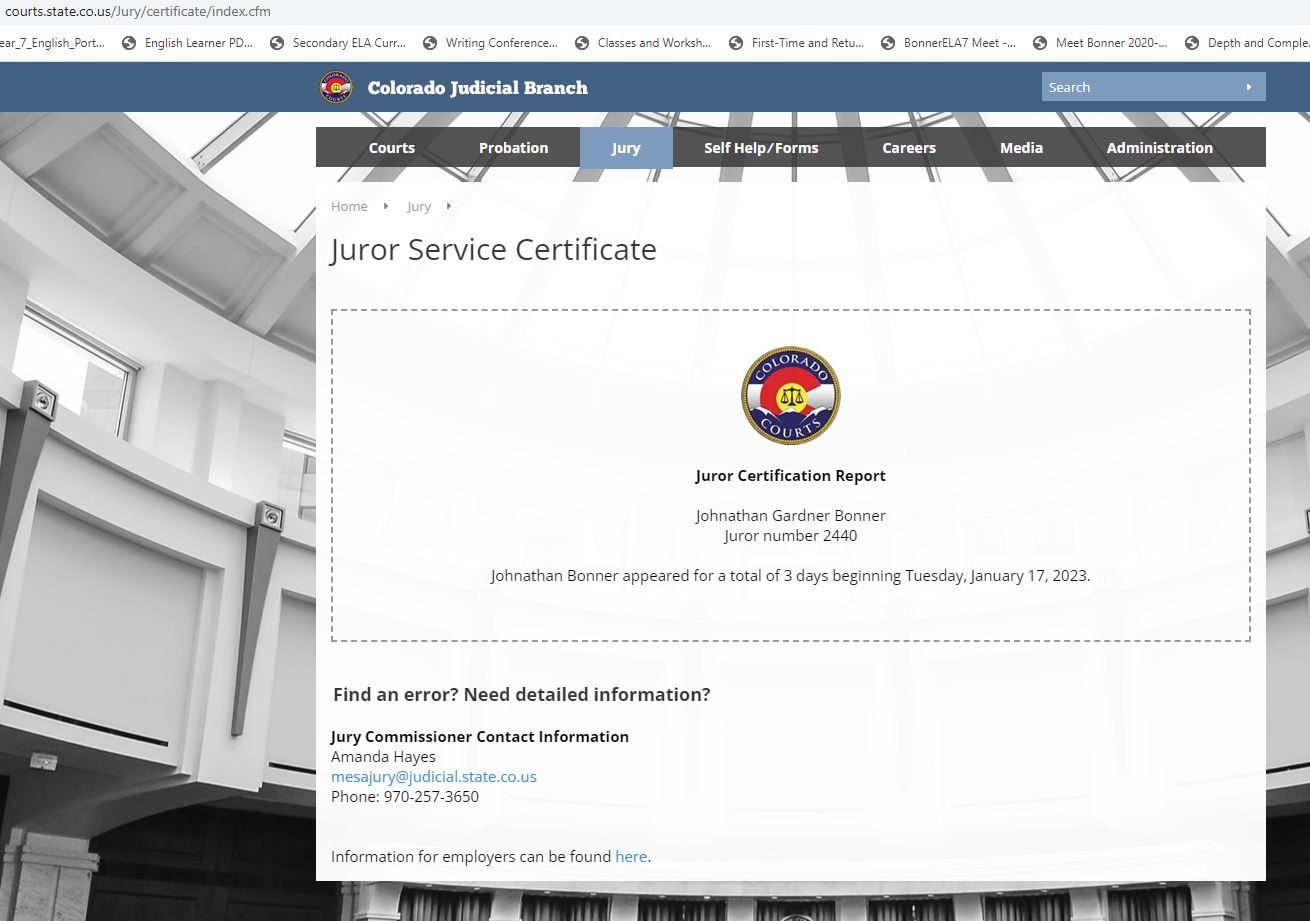 courts.state.co.us/Jury/certificate/index.cfm
ear_7_English_Port... English Learner PD... Secondary ELA Curr... Writing Conference... Classes and Worksh... First-Time and Retu... BonnerELA7 Meet -... Meet Bonner 2020-... Depth and Comple
Colorado Judicial Branch
Search
Courts Probation Jury Self Help/Forms Careers Media Administration
Home Jury
Juror Service Certificate
COLORADO
COURTS
Juror Certification Report
Johnathan Gardner Bonner
Juror number 2440
Johnathan Bonner appeared for a total of 3 days beginning Tuesday, January 17, 2023.
Find an error? Need detailed information?
Jury Commissioner Contact Information
Amanda Hayes
mesajury@judicial.state.co.us
Phone: 970-257-3650
Information for employers can be found here.